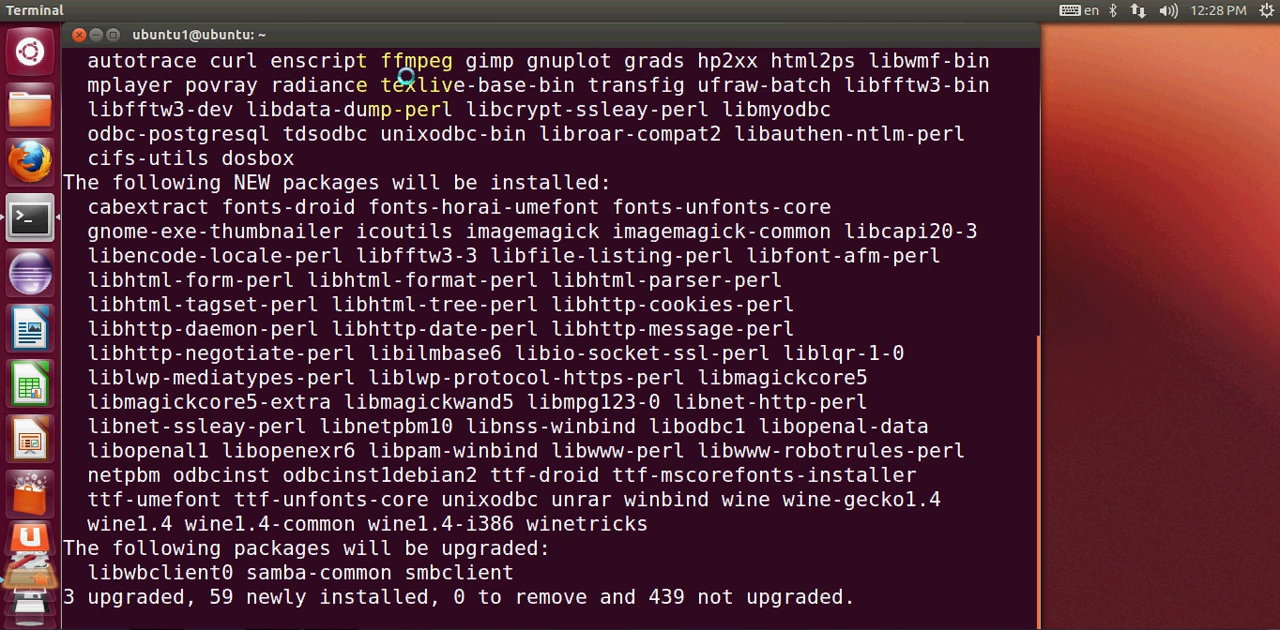 Terminal
en
12:28 PM
ubuntu1@ubuntu: ~
autotrace curl enscript ffmpeg gimp gnuplot grads hp2xx html2ps libwmf-bin
mplayer povray radiance texlive-base-bin transfig ufraw-batch libfftw3-bin
libfftw3-dev libdata-dump-perl libcrypt-ssleay-perl libmyodbc
odbc-postgresql tdsodbc unixodbc-bin libroar-compat2 libauthen-ntlm-perl
cifs-utils dosbox
The following NEW packages will be installed:
cabextract fonts-droid fonts-horai-umefont fonts-unfonts-core
gnome-exe-thumbnailer icoutils imagemagick imagemagick-common libcapi20-3
libencode-locale-perl libfftw3-3 libfile-listing-perl libfont-afm-perl
libhtml-form-perl libhtml-format-perl libhtml-parser-perl
libhtml-tagset-perl libhtml-tree-perl libhttp-cookies-perl
libhttp-daemon-perl libhttp-date-perl libhttp-message-perl
libhttp-negotiate-perl libilmbase6 libio-socket-ssl-perl liblqr-1-0
liblwp-mediatypes-perl liblwp-protocol-https-perl libmagickcore5
libmagickcore5-extra libmagickwand5 libmpg123-0 libnet-http-perl
libnet-ssleay-perl libnetpbm10 libnss-winbind libodbc1 libopenal-data
libopenal1 libopenexr6 libpam-winbind libwww-perl libwww-robotrules-perl
netpbm odbcinst odbcinst1debian2 ttf-droid ttf-mscorefonts-installer
ttf-umefont ttf-unfonts-core unixodbc unrar winbind wine wine-gecko1.4
wine1.4 wine1.4-common wine1.4-i386 winetricks
The following packages will be upgraded:
libwbclient0 samba-common smbclient
3 upgraded, 59 newly installed, 0 to remove and 439 not upgraded.